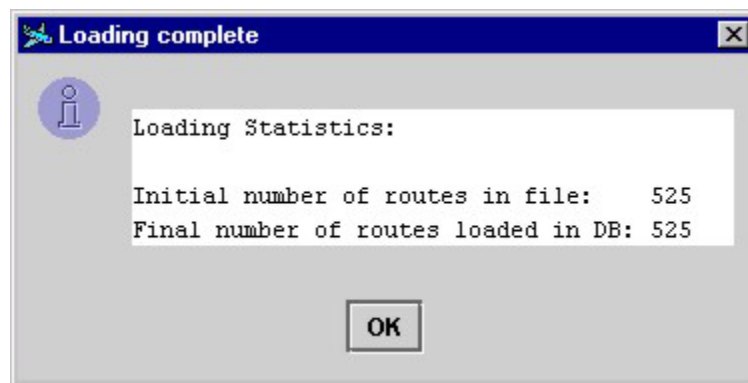 Loading complete
Loading Statistics:
Initial number of routes in file: 525
Final number of routes loaded in DB: 525
OK